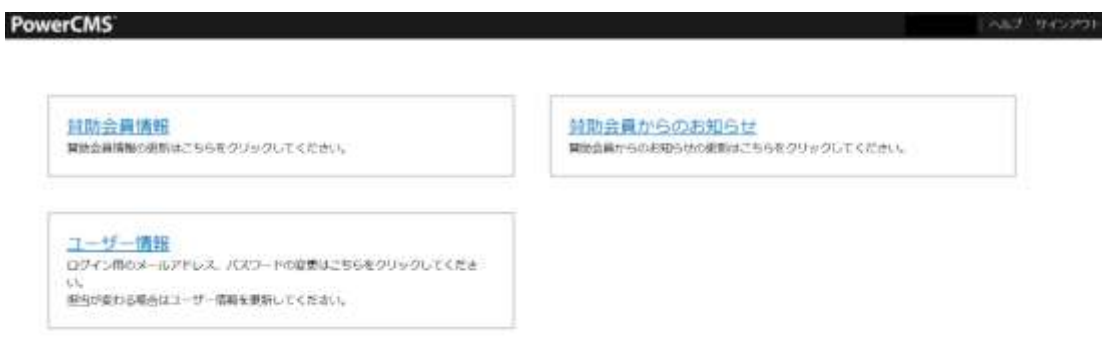 PowerCMS
ヘルプ サインアウト
賛助会員情報
賛助会員情報の更新はこちらをクリックしてください。
賛助会員からのお知らせ
賛助会員からのお知らせの更新はこちらをクリックしてください。
ユーザー情報
ログイン用のメールアドレス、パスワードの変更はこちらをクリックしてくださ
い。
担当が変わる場合はユーザー情報を更新してください。